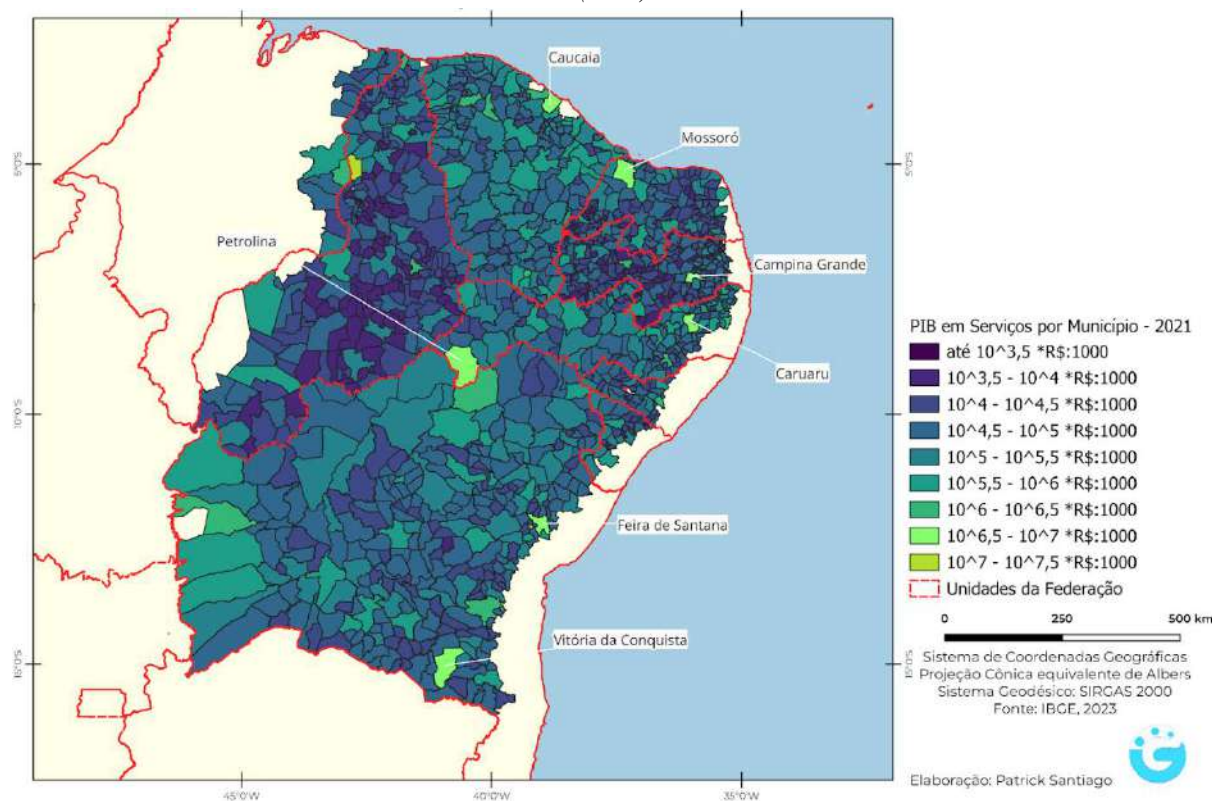 Caucaia
Mossoró
5°0'S
5°0'S
Petrolina
Campina Grande
Caruaru
10°0'S
10°0'S
Feira de Santana
Vitória da Conquista
15°0'S
15°0'S
45°0'W
40°0'W
35°0'W
PIB em Serviços por Município - 2021
até 10^3,5 *R$:1000
10^3,5 - 10^4 *R$:1000
10^4 - 10^4,5 *R$:1000
10^4,5 - 10^5 *R$:1000
10^5 - 10^5,5 *R$:1000
10^5,5 - 10^6 *R$:1000
10^6 - 10^6,5 *R$:1000
10^6,5 - 10^7 *R$:1000
10^7 - 10^7,5 *R$:1000
Unidades da Federação
0 250 500 km
Sistema de Coordenadas Geográficas
Projeção Cônica equivalente de Albers
Sistema Geodésico: SIRGAS 2000
Fonte: IBGE, 2023
Elaboração: Patrick Santiago